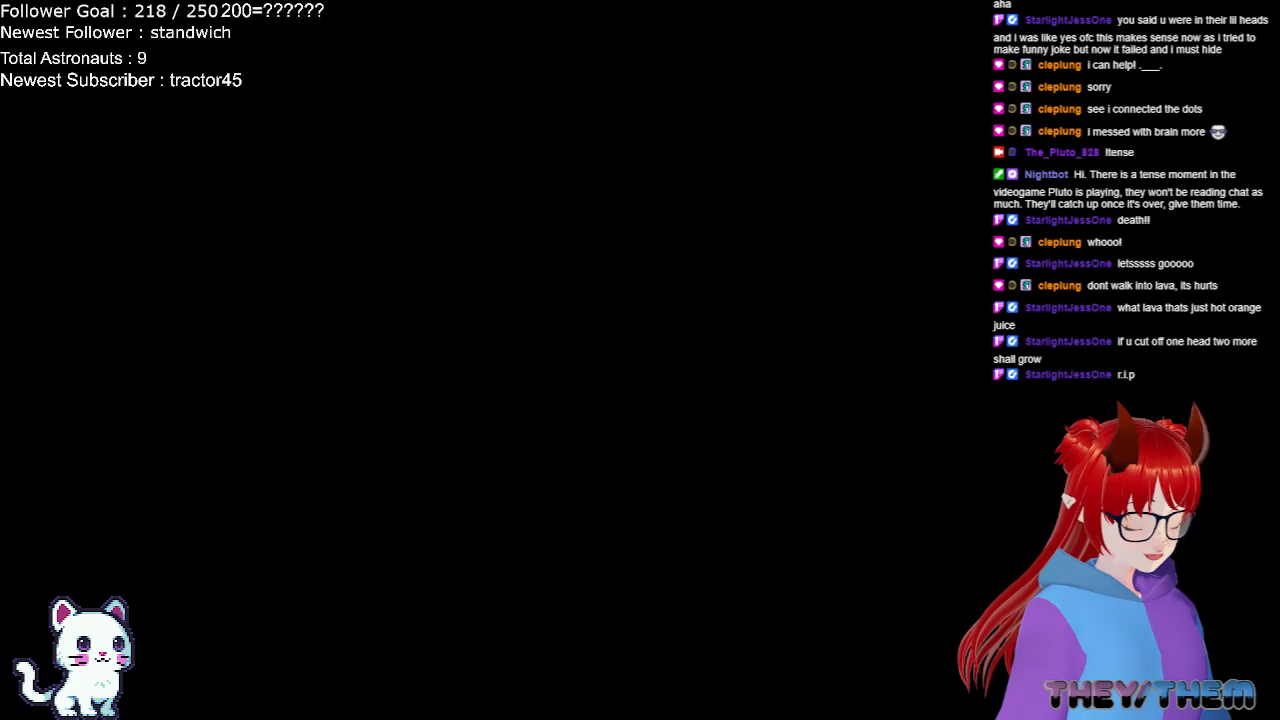 Follower Goal : 218 / 250200=??????
Newest Follower : standwich
Total Astronauts : 9
Newest Subscriber : tractor45
aha
StarlightJessOne you said u were in their lil heads
and i was like yes ofc this makes sense now as i tried to
make funny joke but now it failed and i must hide
cleplung i can help! .___.
cleplung sorry
cleplung see i connected the dots
cleplung i messed with brain more
The_Pluto_828 !tense
Nightbot Hi. There is a tense moment in the
videogame Pluto is playing, they won't be reading chat as
much. They'll catch up once it's over, give them time.
StarlightJessOne death!!
cleplung whooo!
StarlightJessOne letsssss gooooo
cleplung dont walk into lava, its hurts
StarlightJessOne what lava thats just hot orange
juice
StarlightJessOne if u cut off one head two more
shall grow
StarlightJessOne r.i.p
THEY/THEM